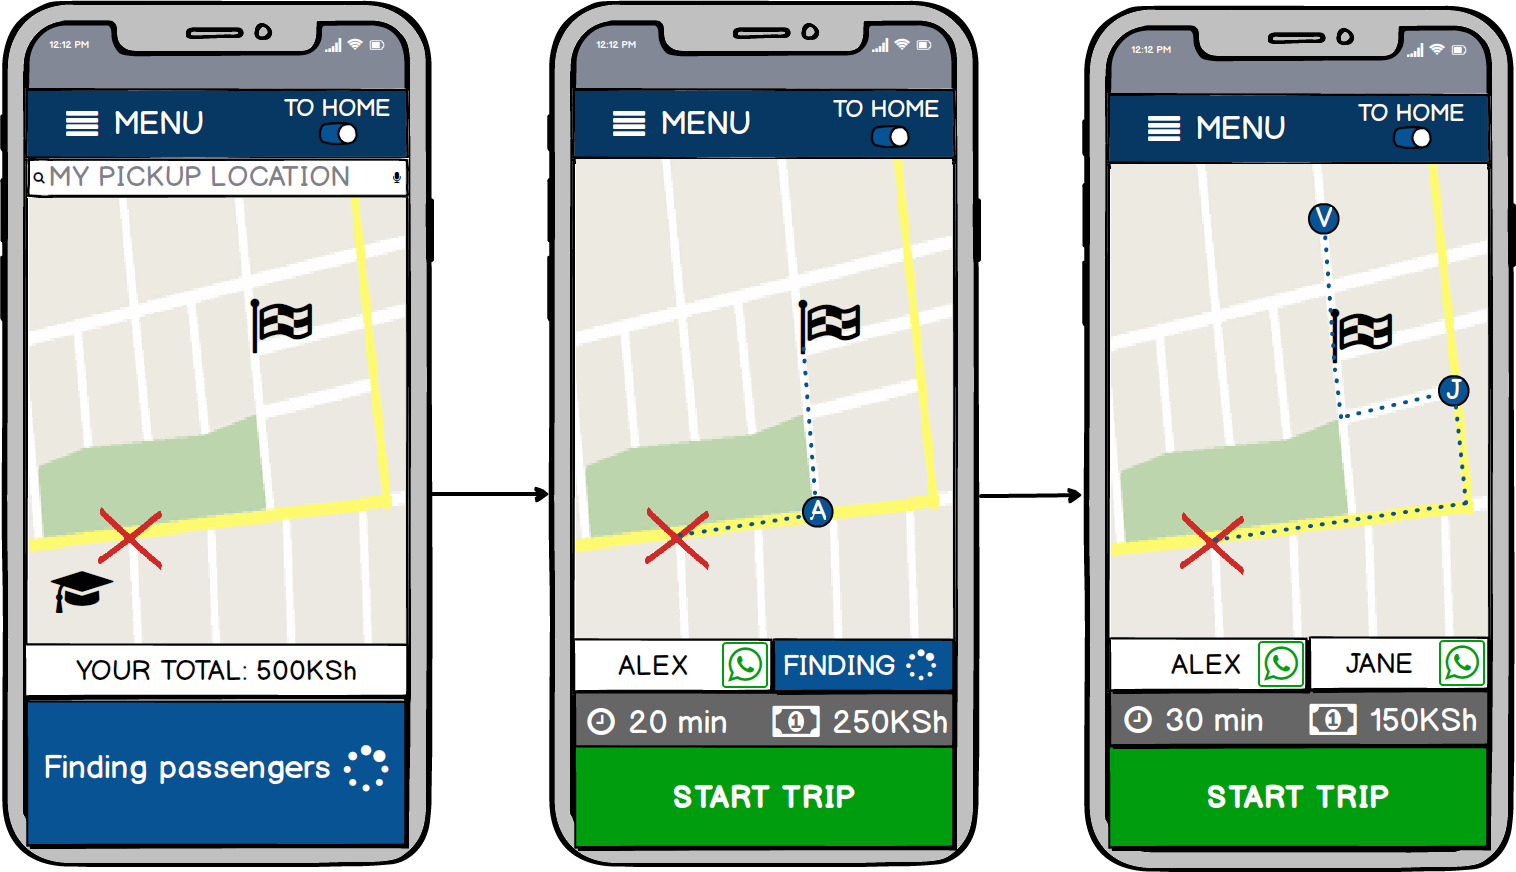 12:12 PM
MENU
TO HOME
MY PICKUP LOCATION
YOUR TOTAL: 500KSh
Finding passengers
12:12 PM
MENU
TO HOME
A
ALEX
FINDING
20 min
1
250KSh
START TRIP
12:12 PM
MENU
TO HOME
V
J
ALEX
JANE
30 min
1
150KSh
START TRIP